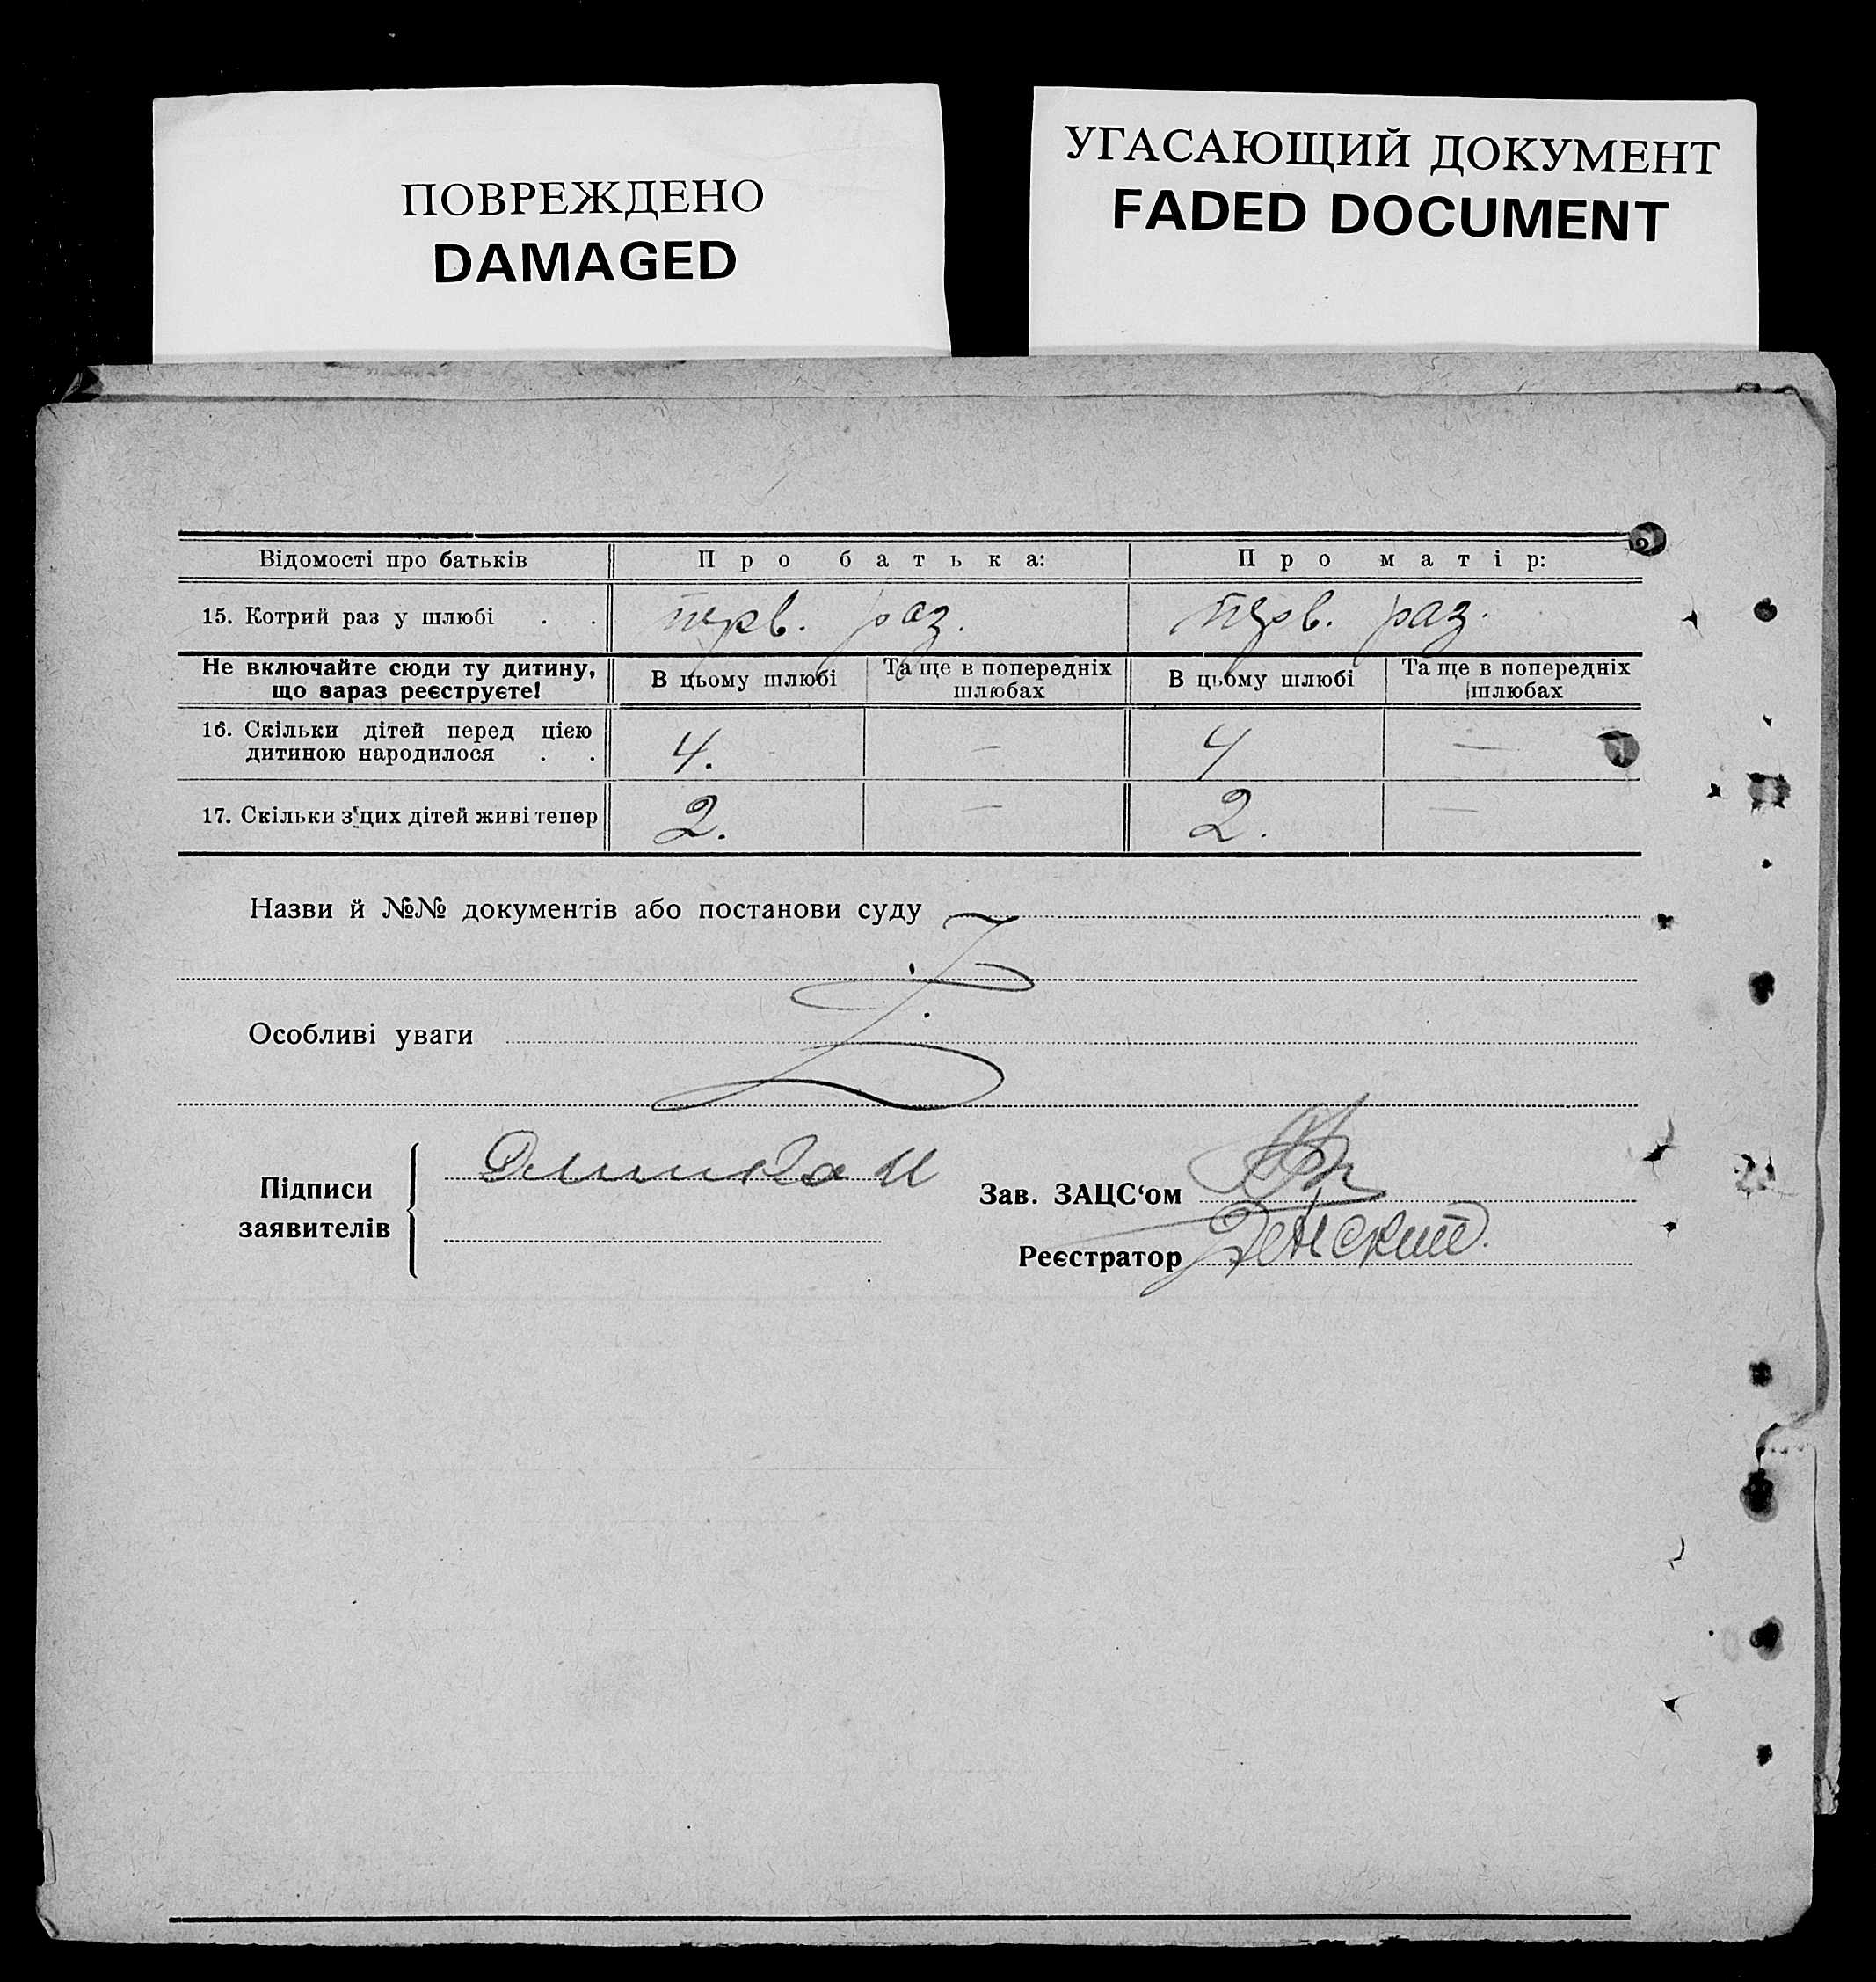 ПОВРЕЖДЕНО
DAMAGED
УГАСАЮЩИЙ ДОКУМЕНТ
FADED DOCUMENT
Відомості про батьків Про батька: Про матір:
15. Котрий раз у шлюбі . . перв. раз. перв. раз.
Не включайте сюди ту дитину, що зараз реєструєте! В цьому шлюбі Та ще в попередніх шлюбах В цьому шлюбі Та ще в попередніх шлюбах
16. Скільки дітей перед цією дитиною народилося . . 4. — 4 —
17. Скільки з'цих дітей живі тепер 2. — 2. —
Назви й №№ документів або постанови суду
Особливі уваги
Підписи заявителів
Зав. ЗАЦС‘ом
Реєстратор